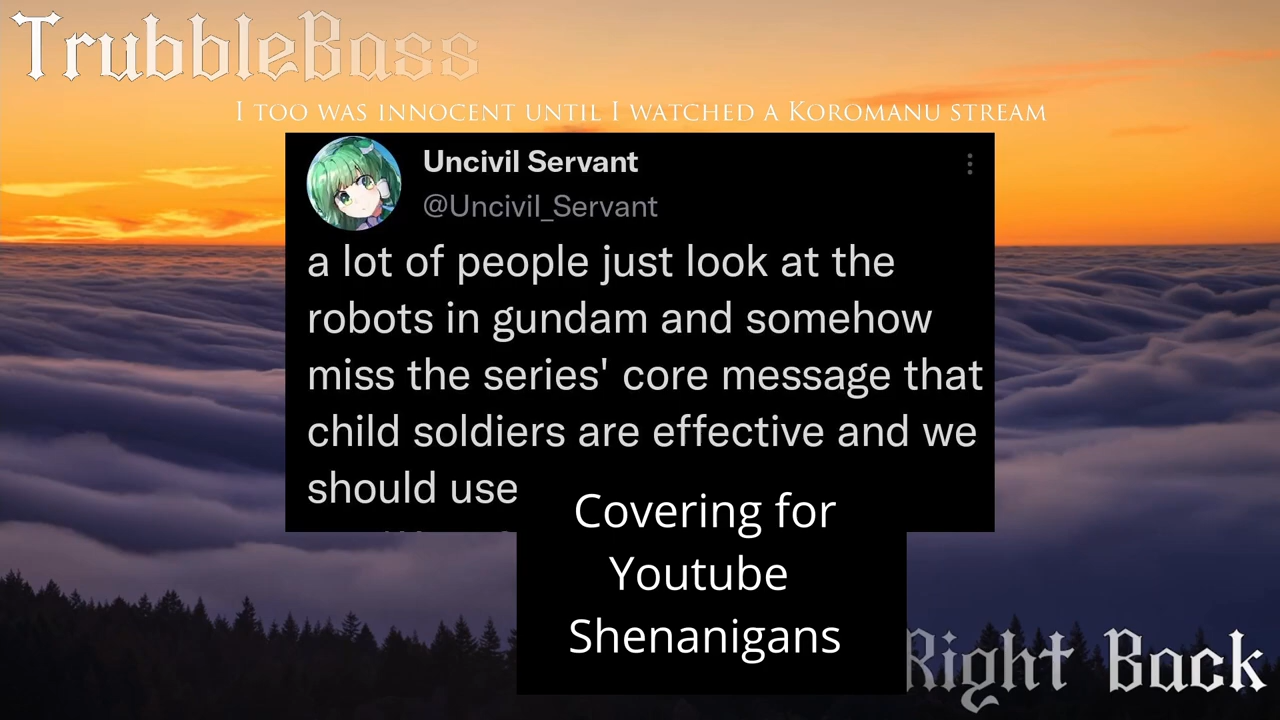 TrubbleBass
I too was innocent until I watched a Koromanu stream
Uncivil Servant
@Uncivil_Servant
a lot of people just look at the
robots in gundam and somehow
miss the series' core message that
child soldiers are effective and we
should use
Covering for
Youtube
Shenanigans
Right Back